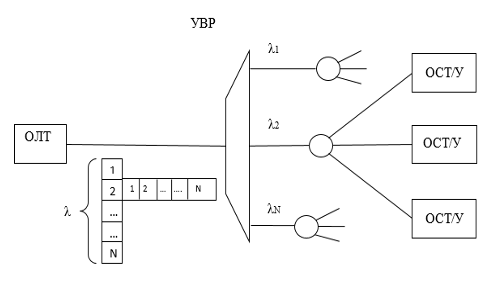 УВР
λ1
ОСТ/У
λ2
ОЛТ
ОСТ/У
1
2 1 2 ... .... N
λ
...
...
N
λN
ОСТ/У